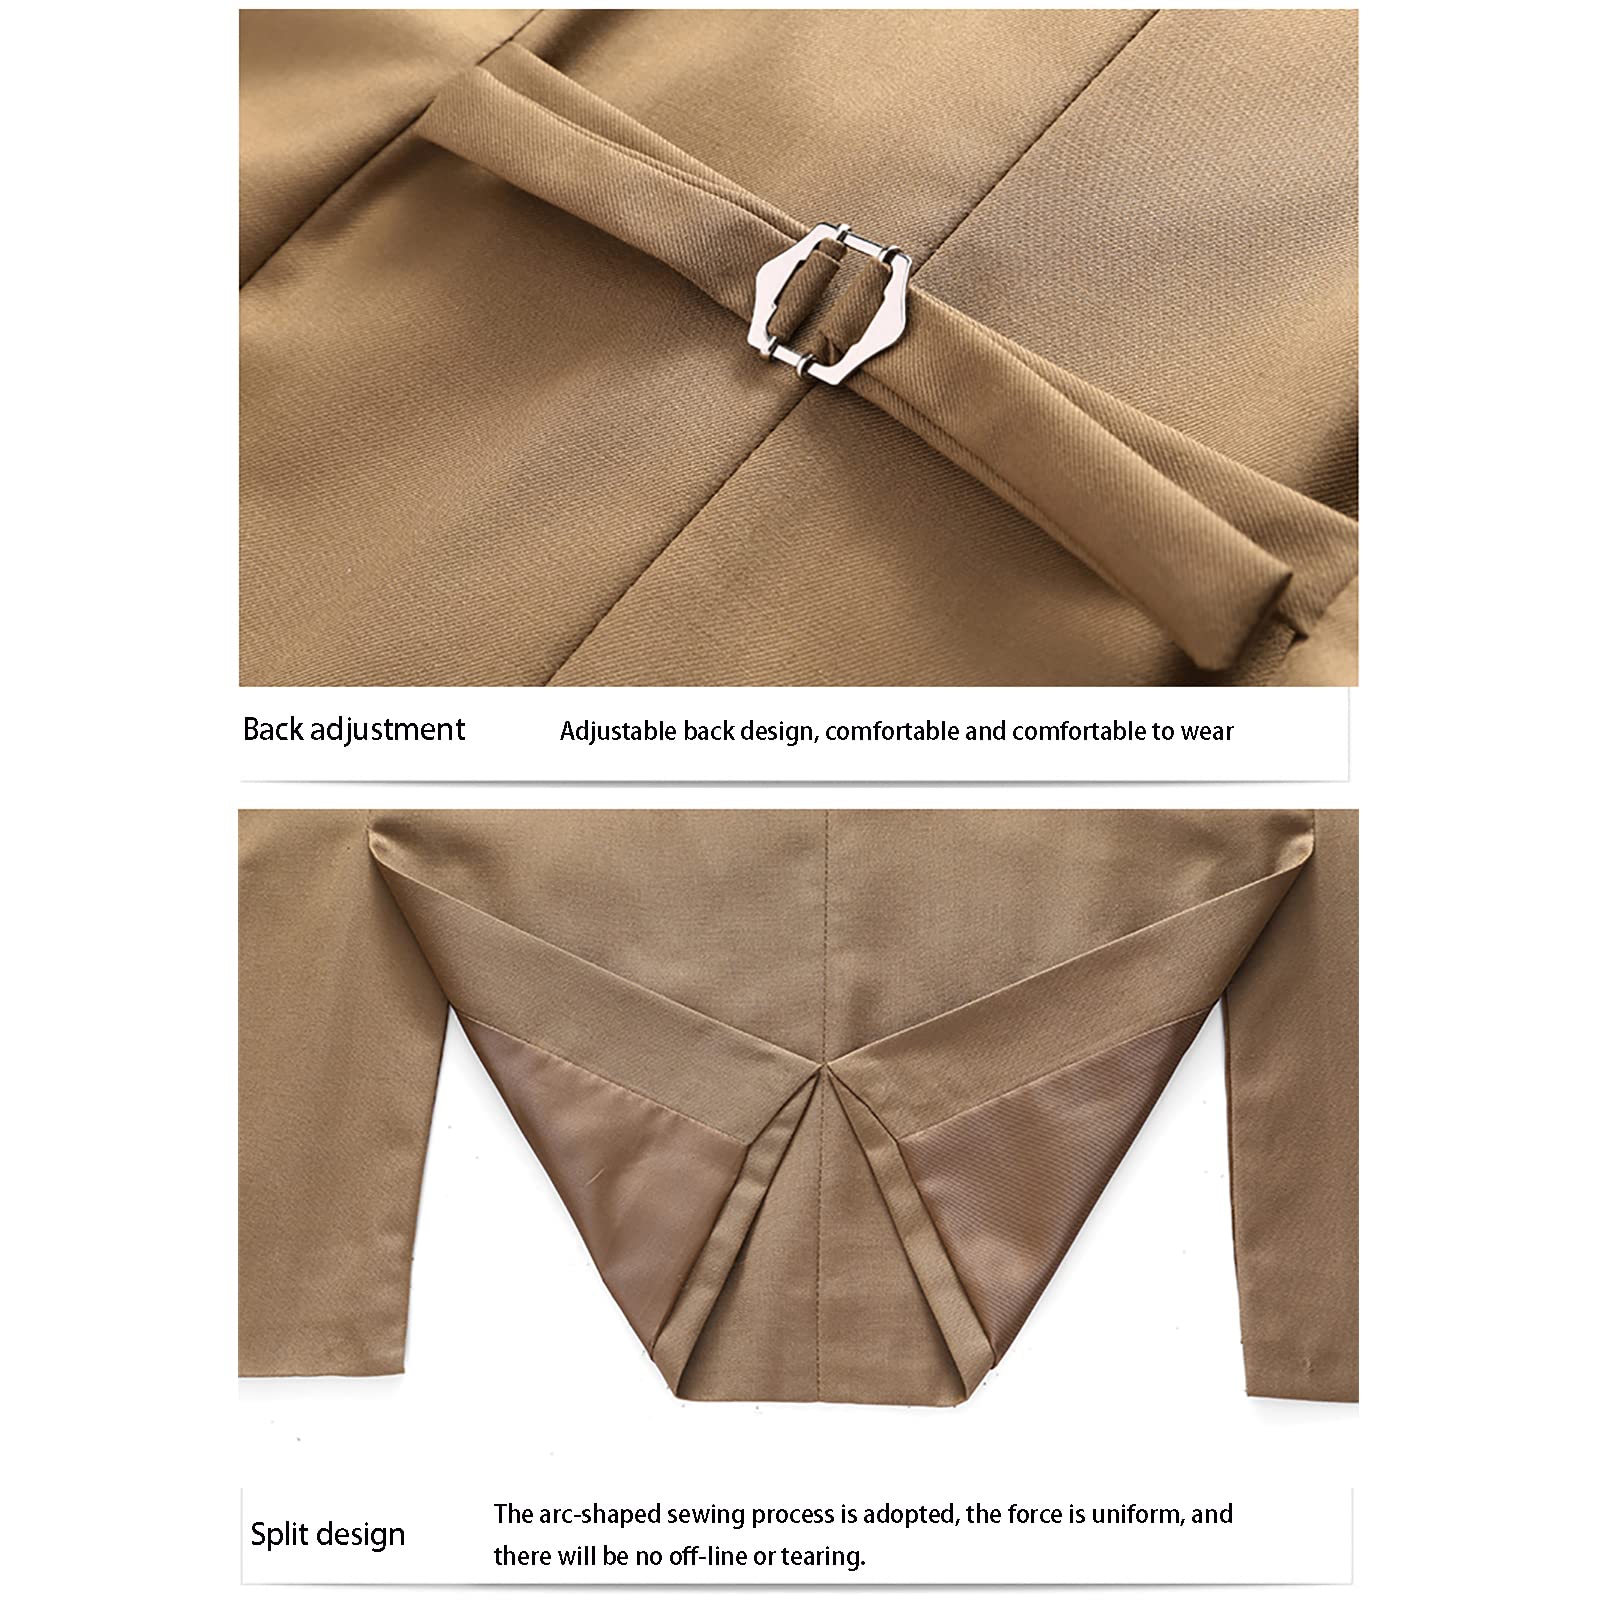 Back adjustment
Adjustable back design, comfortable and comfortable to wear
Split design
The arc-shaped sewing process is adopted, the force is uniform, and
there will be no off-line or tearing.